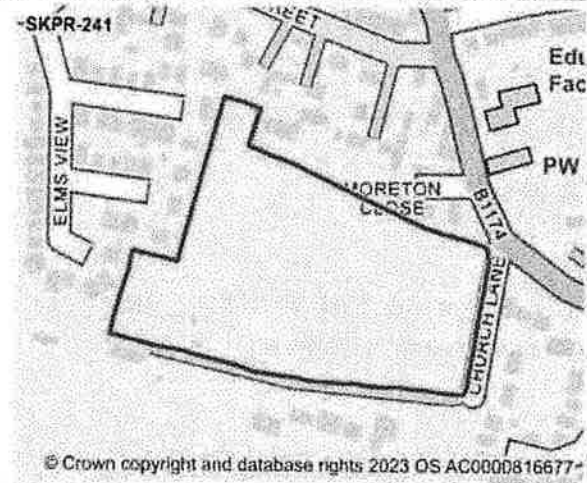 -SKPR-241
REET
Edu
Fac
ELMS VIEW
MORETON
CLOSE
PW
B1174
CHURCH LANE
© Crown copyright and database rights 2023 OS AC0000816677